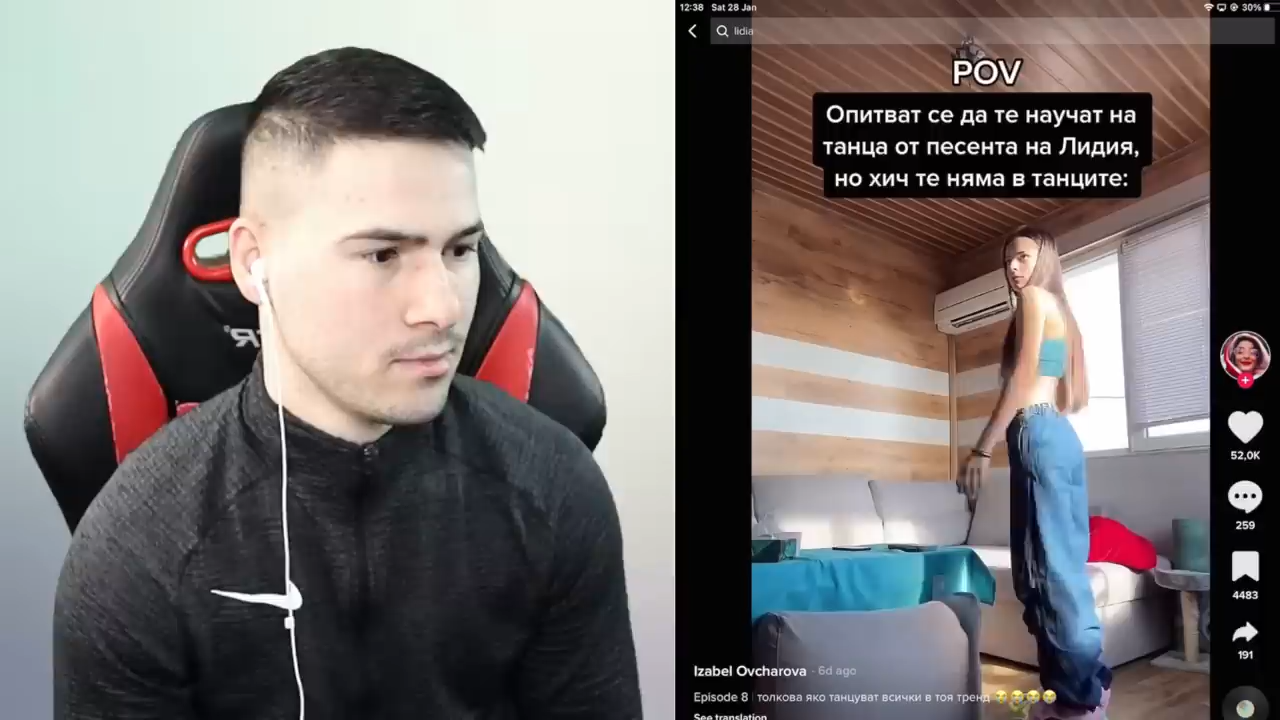 12:38 Sat 28 Jan
30%
lidia
POV
Опитват се да те научат на
танца от песента на Лидия,
но хич те няма в танците:
52,0K
259
4483
191
Izabel Ovcharova · 6d ago
Episode 8 | толкова яко танцуват всички в тоя тренд 😭😭😭😭
See translation